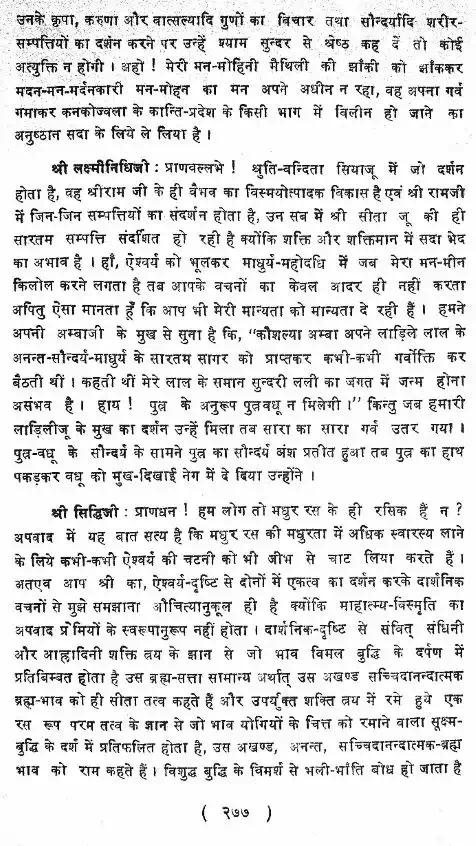 उनके कृपा, करुणा और वात्सल्यादि गुणों का विचार तथा सौन्दर्यादि शरीर-
सम्पत्तियों का दर्शन करने पर उन्हें श्याम सुन्दर से श्रेष्ठ कह दें तो कोई
अत्युक्ति न होगी । अहो ! मेरी मन-मोहिनी मैथिली की झाँकी को झाँककर
मदन-मन-मर्दनकारी मन-मोहन का मन अपने अधीन न रहा, वह अपना गर्व
गमाकर कनकोज्वला के कान्ति-प्रदेश के किसी भाग में विलीन हो जाने का
अनुष्ठान सदा के लिये ले लिया है ।
श्री लक्ष्मीनिधिजी : प्राणवल्लभे ! श्रुति-वन्दिता सियाजू में जो दर्शन
होता है, वह श्रीराम जी के ही वैभव का विस्मयोत्पादक विकास है एवं श्री रामजी
में जिन-जिन सम्पत्तियों का संदर्शन होता है, उन सब में श्री सीता जू की ही
सारतम सम्पत्ति संदर्शित हो रही है क्योंकि शक्ति और शक्तिमान में सदा भेद
का अभाव है । हाँ, ऐश्वर्य को भूलकर माधुर्य-महोदधि में जब मेरा मन-मीन
किलोल करने लगता है तब आपके वचनों का केवल आदर ही नहीं करता
अपितु ऐसा मानता हूँ कि आप भी मेरी मान्यता को मान्यता दे रही हैं । हमने
अपनी अम्बाजी के मुख से सुना है कि, "कौशल्या अम्बा अपने लाड़िले लाल के
अनन्त-सौन्दर्य-माधुर्य के सारतम सागर को प्राप्तकर कभी-कभी गर्वोक्ति कर
बैठती थीं । कहती थीं मेरे लाल के समान सुन्दरी लली का जगत में जन्म होना
असंभव है । हाय ! पुत्र के अनुरूप पुत्रवधू न मिलेगी ।" किन्तु जब हमारी
लाड़िलीजू के मुख का दर्शन उन्हें मिला तब सारा का सारा गर्व उतर गया ।
पुत्र-वधू के सौन्दर्य के सामने पुत्र का सौन्दर्य अंश प्रतीत हुआ तब पुत्र का हाथ
पकड़कर वधू को मुख-दिखाई नेग में दे दिया उन्होंने ।
श्री सिद्धिजी : प्राणधन ! हम लोग तो मधुर रस के ही रसिक हैं न ?
अपवाद में यह बात सत्य है कि मधुर रस की मधुरता में अधिक स्वारस्य लाने
के लिये कभी-कभी ऐश्वर्य की चटनी को भी जीभ से चाट लिया करते हैं ।
अतएव आप श्री का, ऐश्वर्य-दृष्टि से दोनों में एकत्व का दर्शन करके दार्शनिक
वचनों से मुझे समझाना औचित्यानुकूल ही है क्योंकि माहात्म्य-विस्मृति का
अपवाद प्रेमियों के स्वरूपानुरूप नहीं होता । दार्शनिक-दृष्टि से संवित् संधिनी
और आह्लादिनी शक्ति त्रय के ज्ञान से जो भाव विमल बुद्धि के दर्पण में
प्रतिबिम्बत होता है उस ब्रह्म-सत्ता सामान्य अर्थात् उस अखण्ड सच्चिदानन्दात्मक
ब्रह्म-भाव को ही सीता तत्व कहते हैं और उपर्युक्त शक्ति त्रय में रमे हुये एक
रस रूप परम तत्व के ज्ञान से जो भाव योगियों के चित्त को रमाने वाला सूक्ष्म-
बुद्धि के दर्श में प्रतिफलित होता है, उस अखण्ड, अनन्त, सच्चिदानन्दात्मक-ब्रह्म
भाव को राम कहते हैं । विशुद्ध बुद्धि के विमर्श से भली-भाँति बोध हो जाता है
( २७७ )